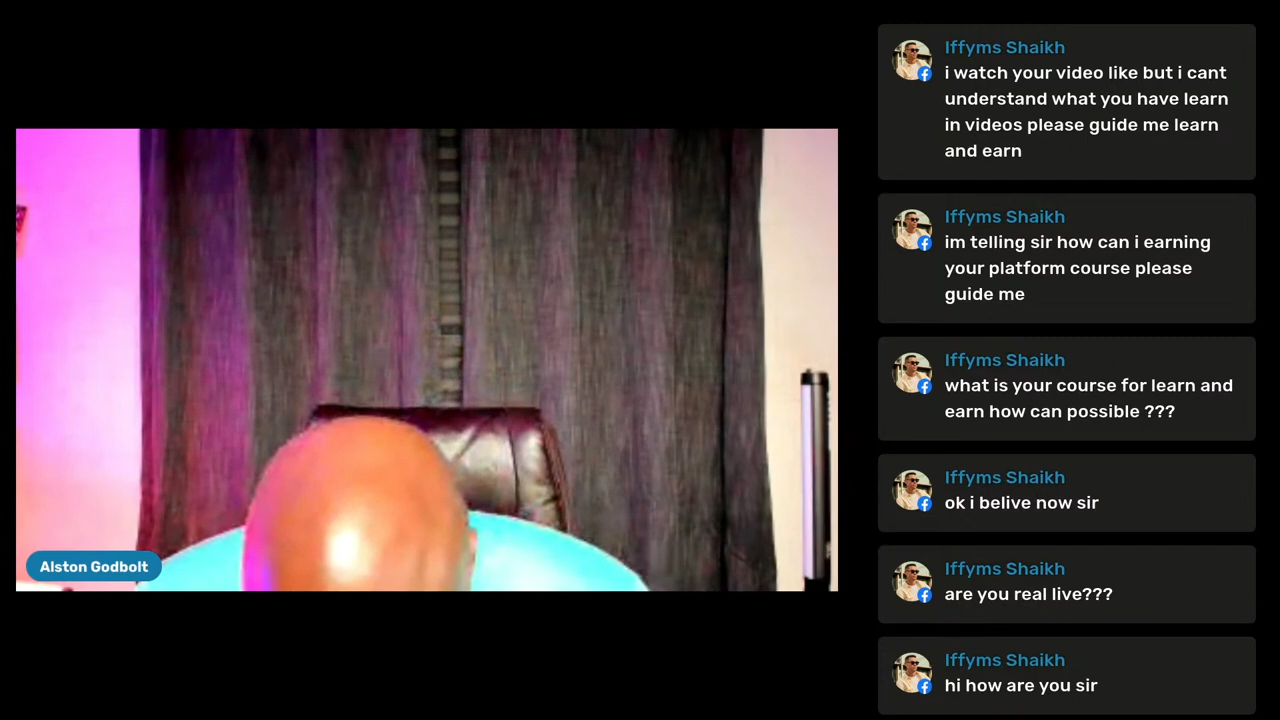 Iffyms Shaikh
i watch your video like but i cant
understand what you have learn
in videos please guide me learn
and earn
Iffyms Shaikh
im telling sir how can i earning
your platform course please
guide me
Iffyms Shaikh
what is your course for learn and
earn how can possible ???
Iffyms Shaikh
ok i belive now sir
Iffyms Shaikh
are you real live???
Iffyms Shaikh
hi how are you sir
Alston Godbolt